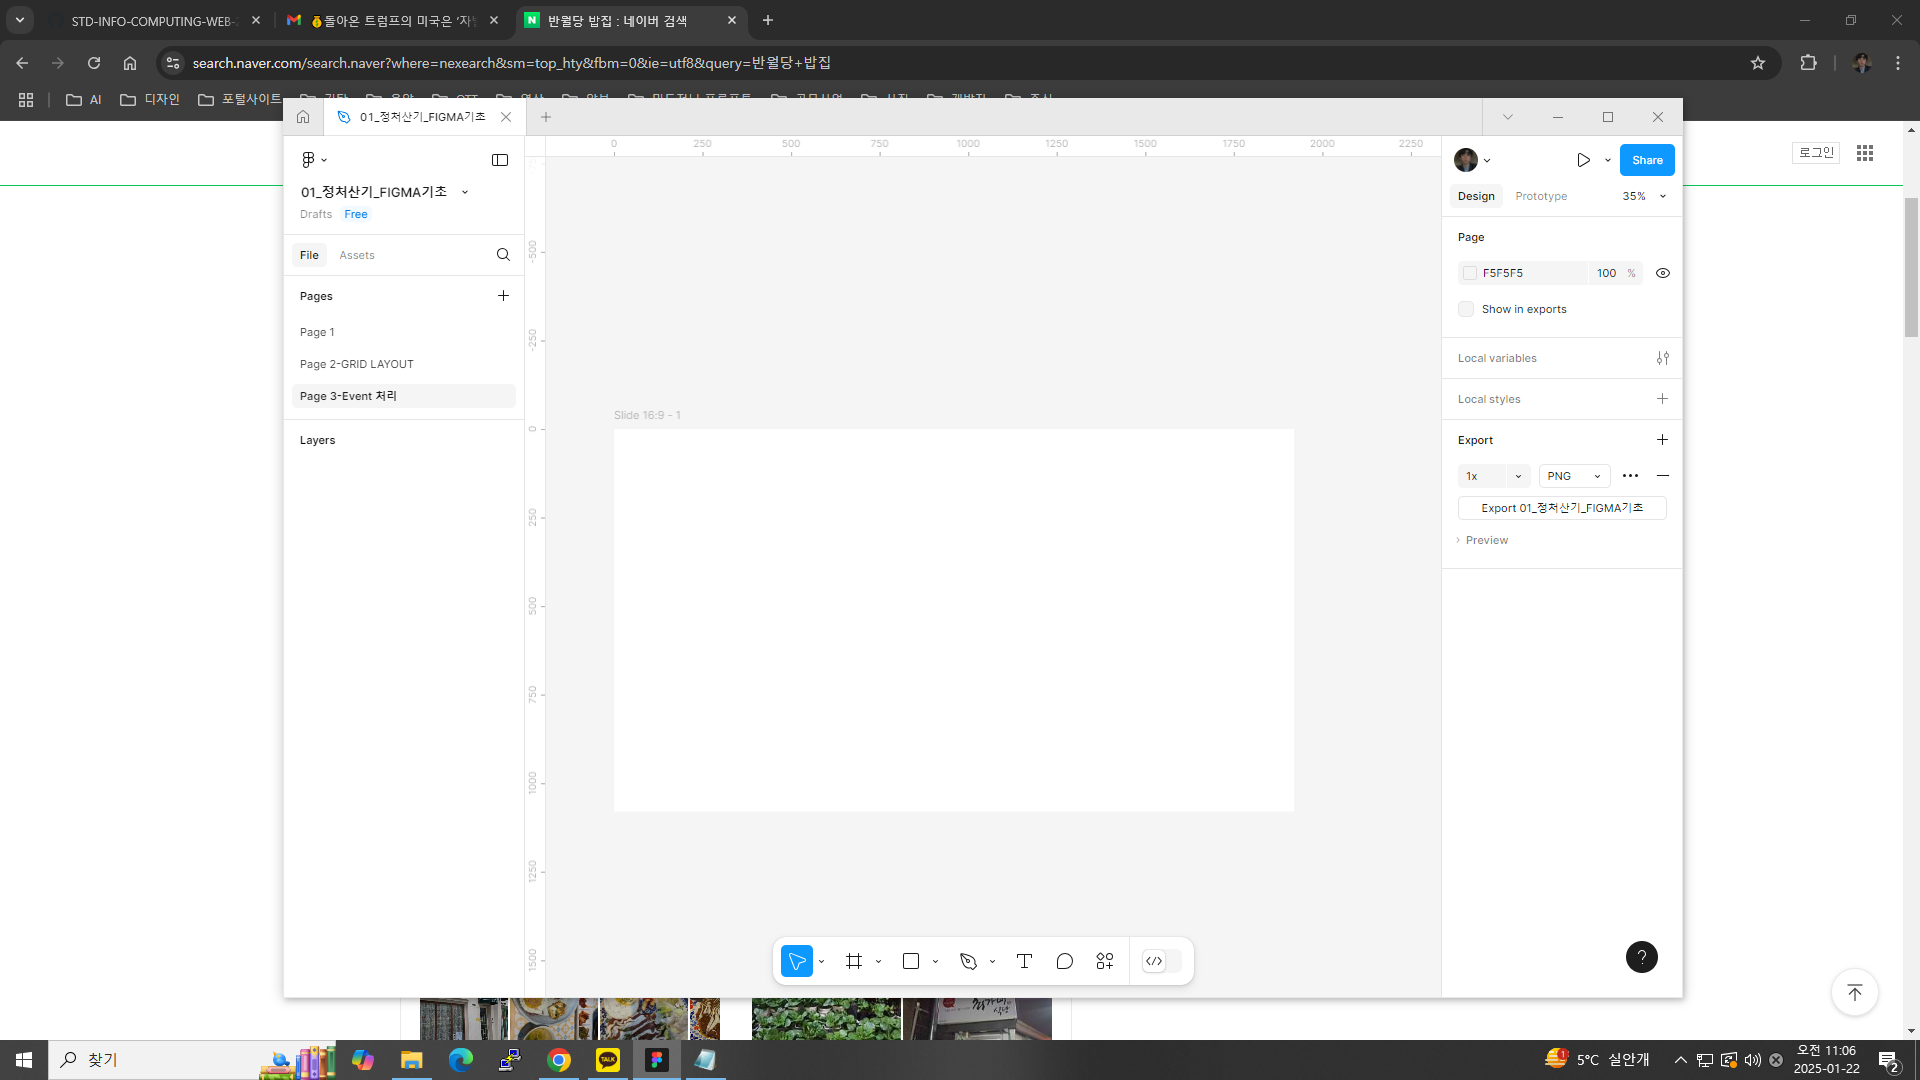 STD-INFO-COMPUTING-WEB-
돌아온 트럼프의 미국은 '자
반월당 밥집 : 네이버 검색
search.naver.com/search.naver?where=nexearch&sm=top_hty&fbm=0&ie=utf8&query=반월당+밥집
AI
디자인
포털사이트
로그인
01_정처산기_FIGMA기초
01_정처산기_FIGMA기초
Drafts
Free
File
Assets
Pages
Page 1
Page 2-GRID LAYOUT
Page 3-Event 처리
Layers
0 250 500 750 1000 1250 1500 1750 2000 2250
-500
-250
0
250
500
750
1000
1250
1500
Slide 16:9 - 1
Share
Design
Prototype
35%
Page
F5F5F5
100 %
Show in exports
Local variables
Local styles
Export
1x
PNG
Export 01_정처산기_FIGMA기초
Preview
?
찾기
TALK
1
5°C 실안개
오전 11:06
2025-01-22
2